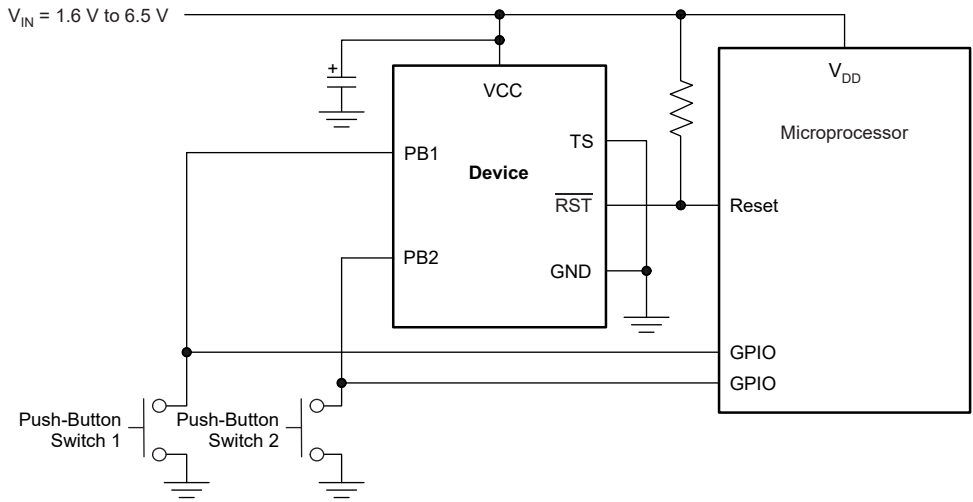 V_IN = 1.6 V to 6.5 V
+
VCC
V_DD
Microprocessor
PB1
TS
Device
RST
Reset
PB2
GND
GPIO
GPIO
Push-Button
Switch 1
Push-Button
Switch 2